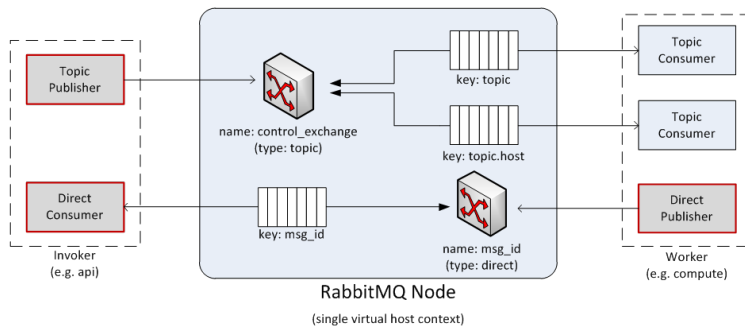 Topic
Publisher
name: control_exchange
(type: topic)
key: topic
Topic
Consumer
key: topic.host
Topic
Consumer
Direct
Consumer
key: msg_id
name: msg_id
(type: direct)
Direct
Publisher
Invoker
(e.g. api)
Worker
(e.g. compute)
RabbitMQ Node
(single virtual host context)